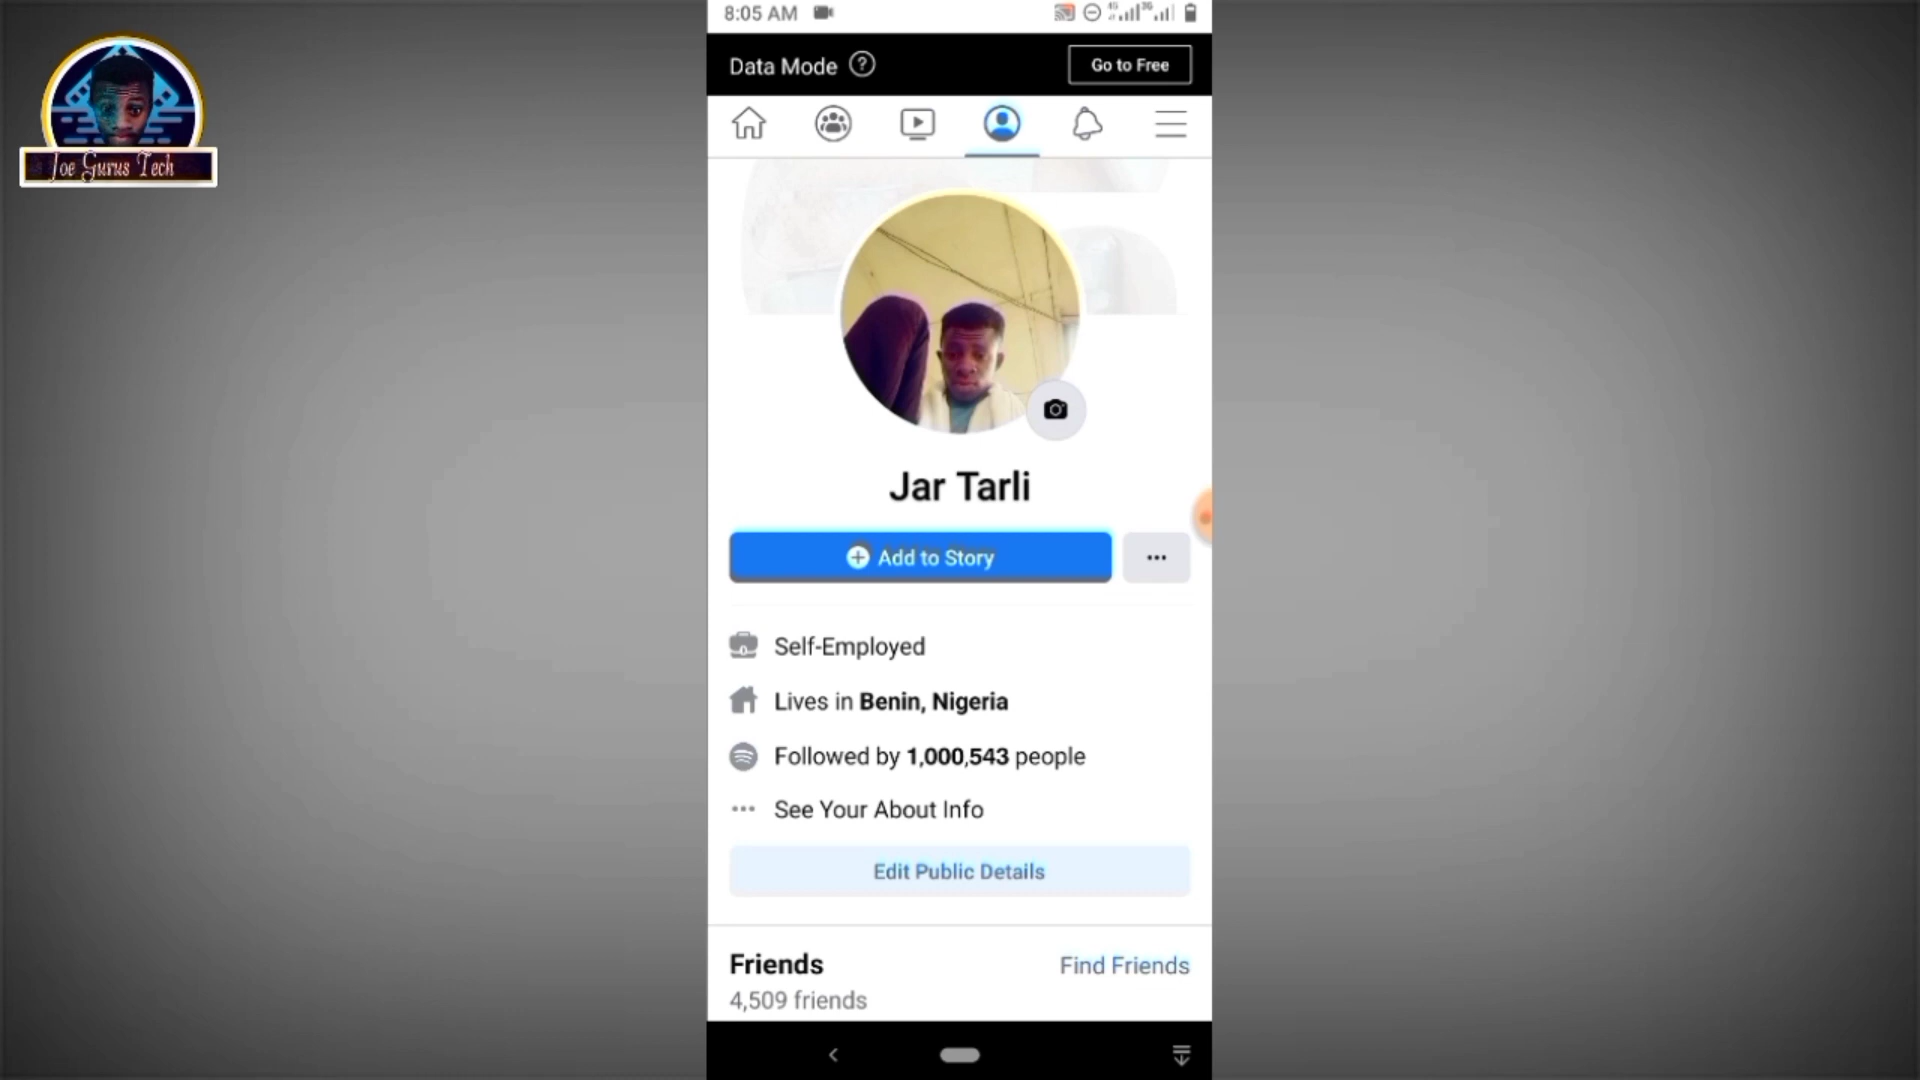 Joe Gurus Tech
8:05 AM
4G
3G
Data Mode ?
Go to Free
Jar Tarli
Add to Story
Self-Employed
Lives in Benin, Nigeria
Followed by 1,000,543 people
See Your About Info
Edit Public Details
Friends
Find Friends
4,509 friends